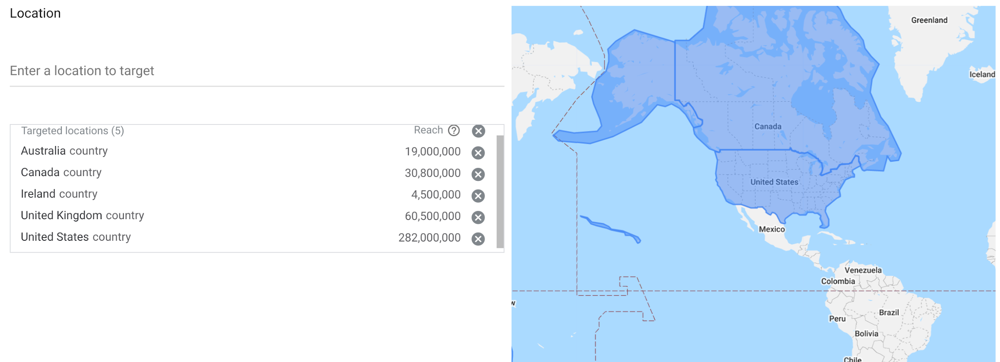 Location
Enter a location to target
Targeted locations (5) Reach ?
Australia country 19,000,000
Canada country 30,800,000
Ireland country 4,500,000
United Kingdom country 60,500,000
United States country 282,000,000
Greenland
Iceland
Canada
United States
Mexico
Venezuela
Colombia
w
Brazil
Peru
Bolivia
Chile